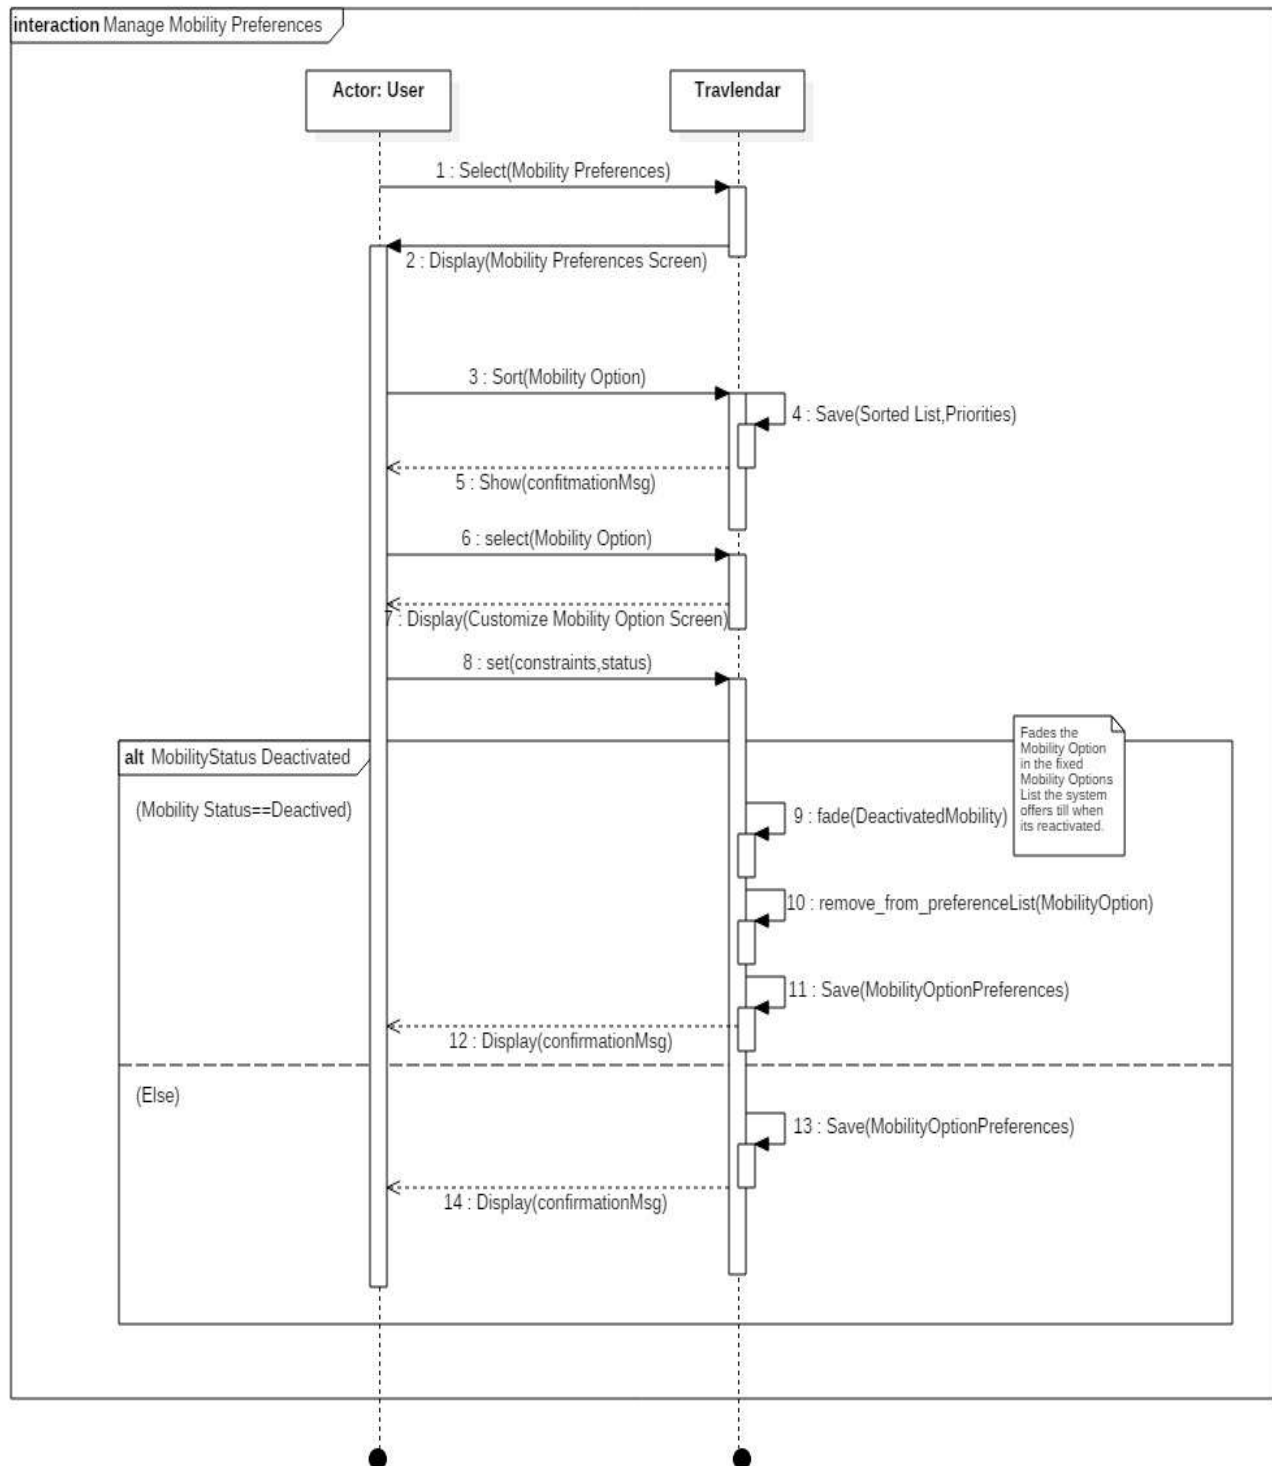 interaction Manage Mobility Preferences
Actor: User
Travlendar
1 : Select(Mobility Preferences)
2 : Display(Mobility Preferences Screen)
3 : Sort(Mobility Option)
4 : Save(Sorted List,Priorities)
5 : Show(confitmationMsg)
6 : select(Mobility Option)
7 : Display(Customize Mobility Option Screen)
8 : set(constraints,status)
Fades the
Mobility Option
in the fixed
Mobility Options
List the system
offers till when
its reactivated.
alt MobilityStatus Deactivated
(Mobility Status==Deactived)
9 : fade(DeactivatedMobility)
10 : remove_from_preferenceList(MobilityOption)
11 : Save(MobilityOptionPreferences)
12 : Display(confirmationMsg)
(Else)
13 : Save(MobilityOptionPreferences)
14 : Display(confirmationMsg)